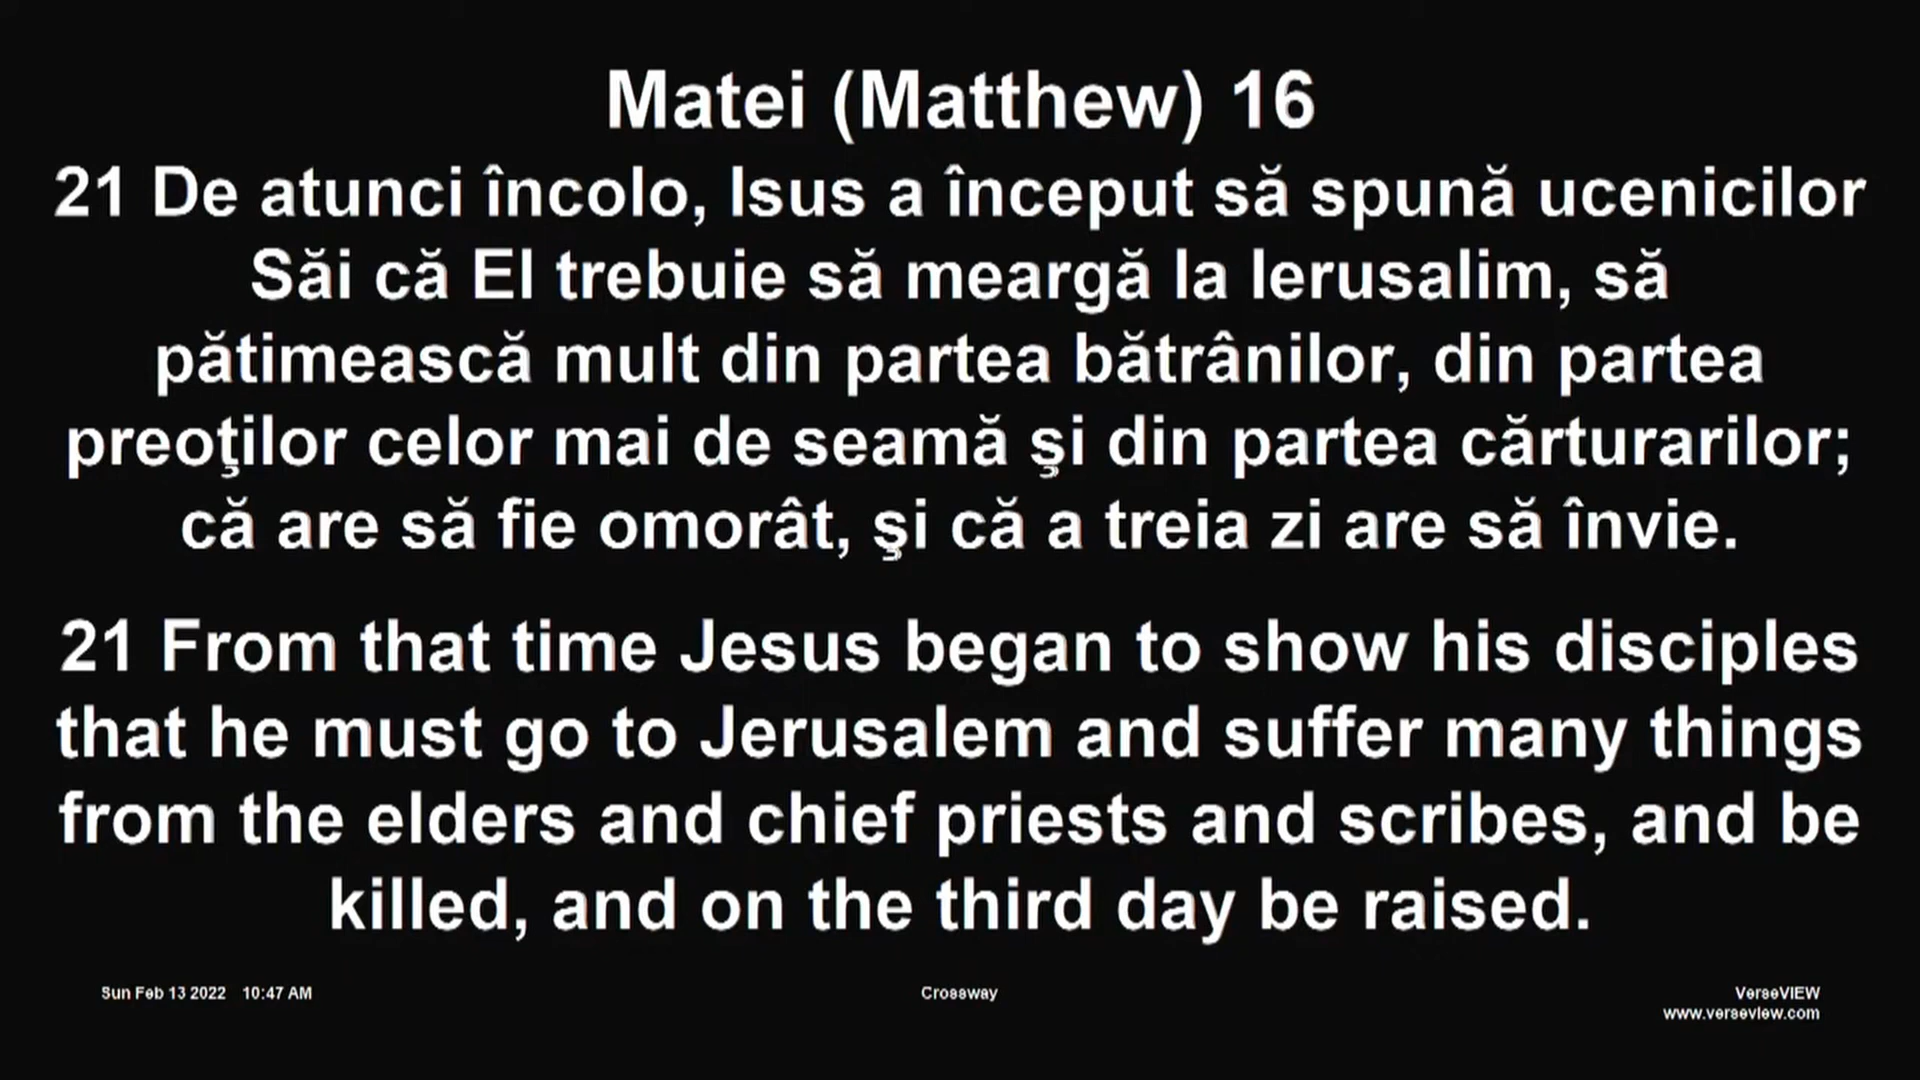 Matei (Matthew) 16
21 De atunci încolo, Isus a început să spună ucenicilor
Săi că El trebuie să meargă la Ierusalim, să
pătimească mult din partea bătrânilor, din partea
preoţilor celor mai de seamă şi din partea cărturarilor;
că are să fie omorât, şi că a treia zi are să învie.
21 From that time Jesus began to show his disciples
that he must go to Jerusalem and suffer many things
from the elders and chief priests and scribes, and be
killed, and on the third day be raised.
Sun Feb 13 2022 10:47 AM
Crossway
VerseVIEW
www.verseview.com